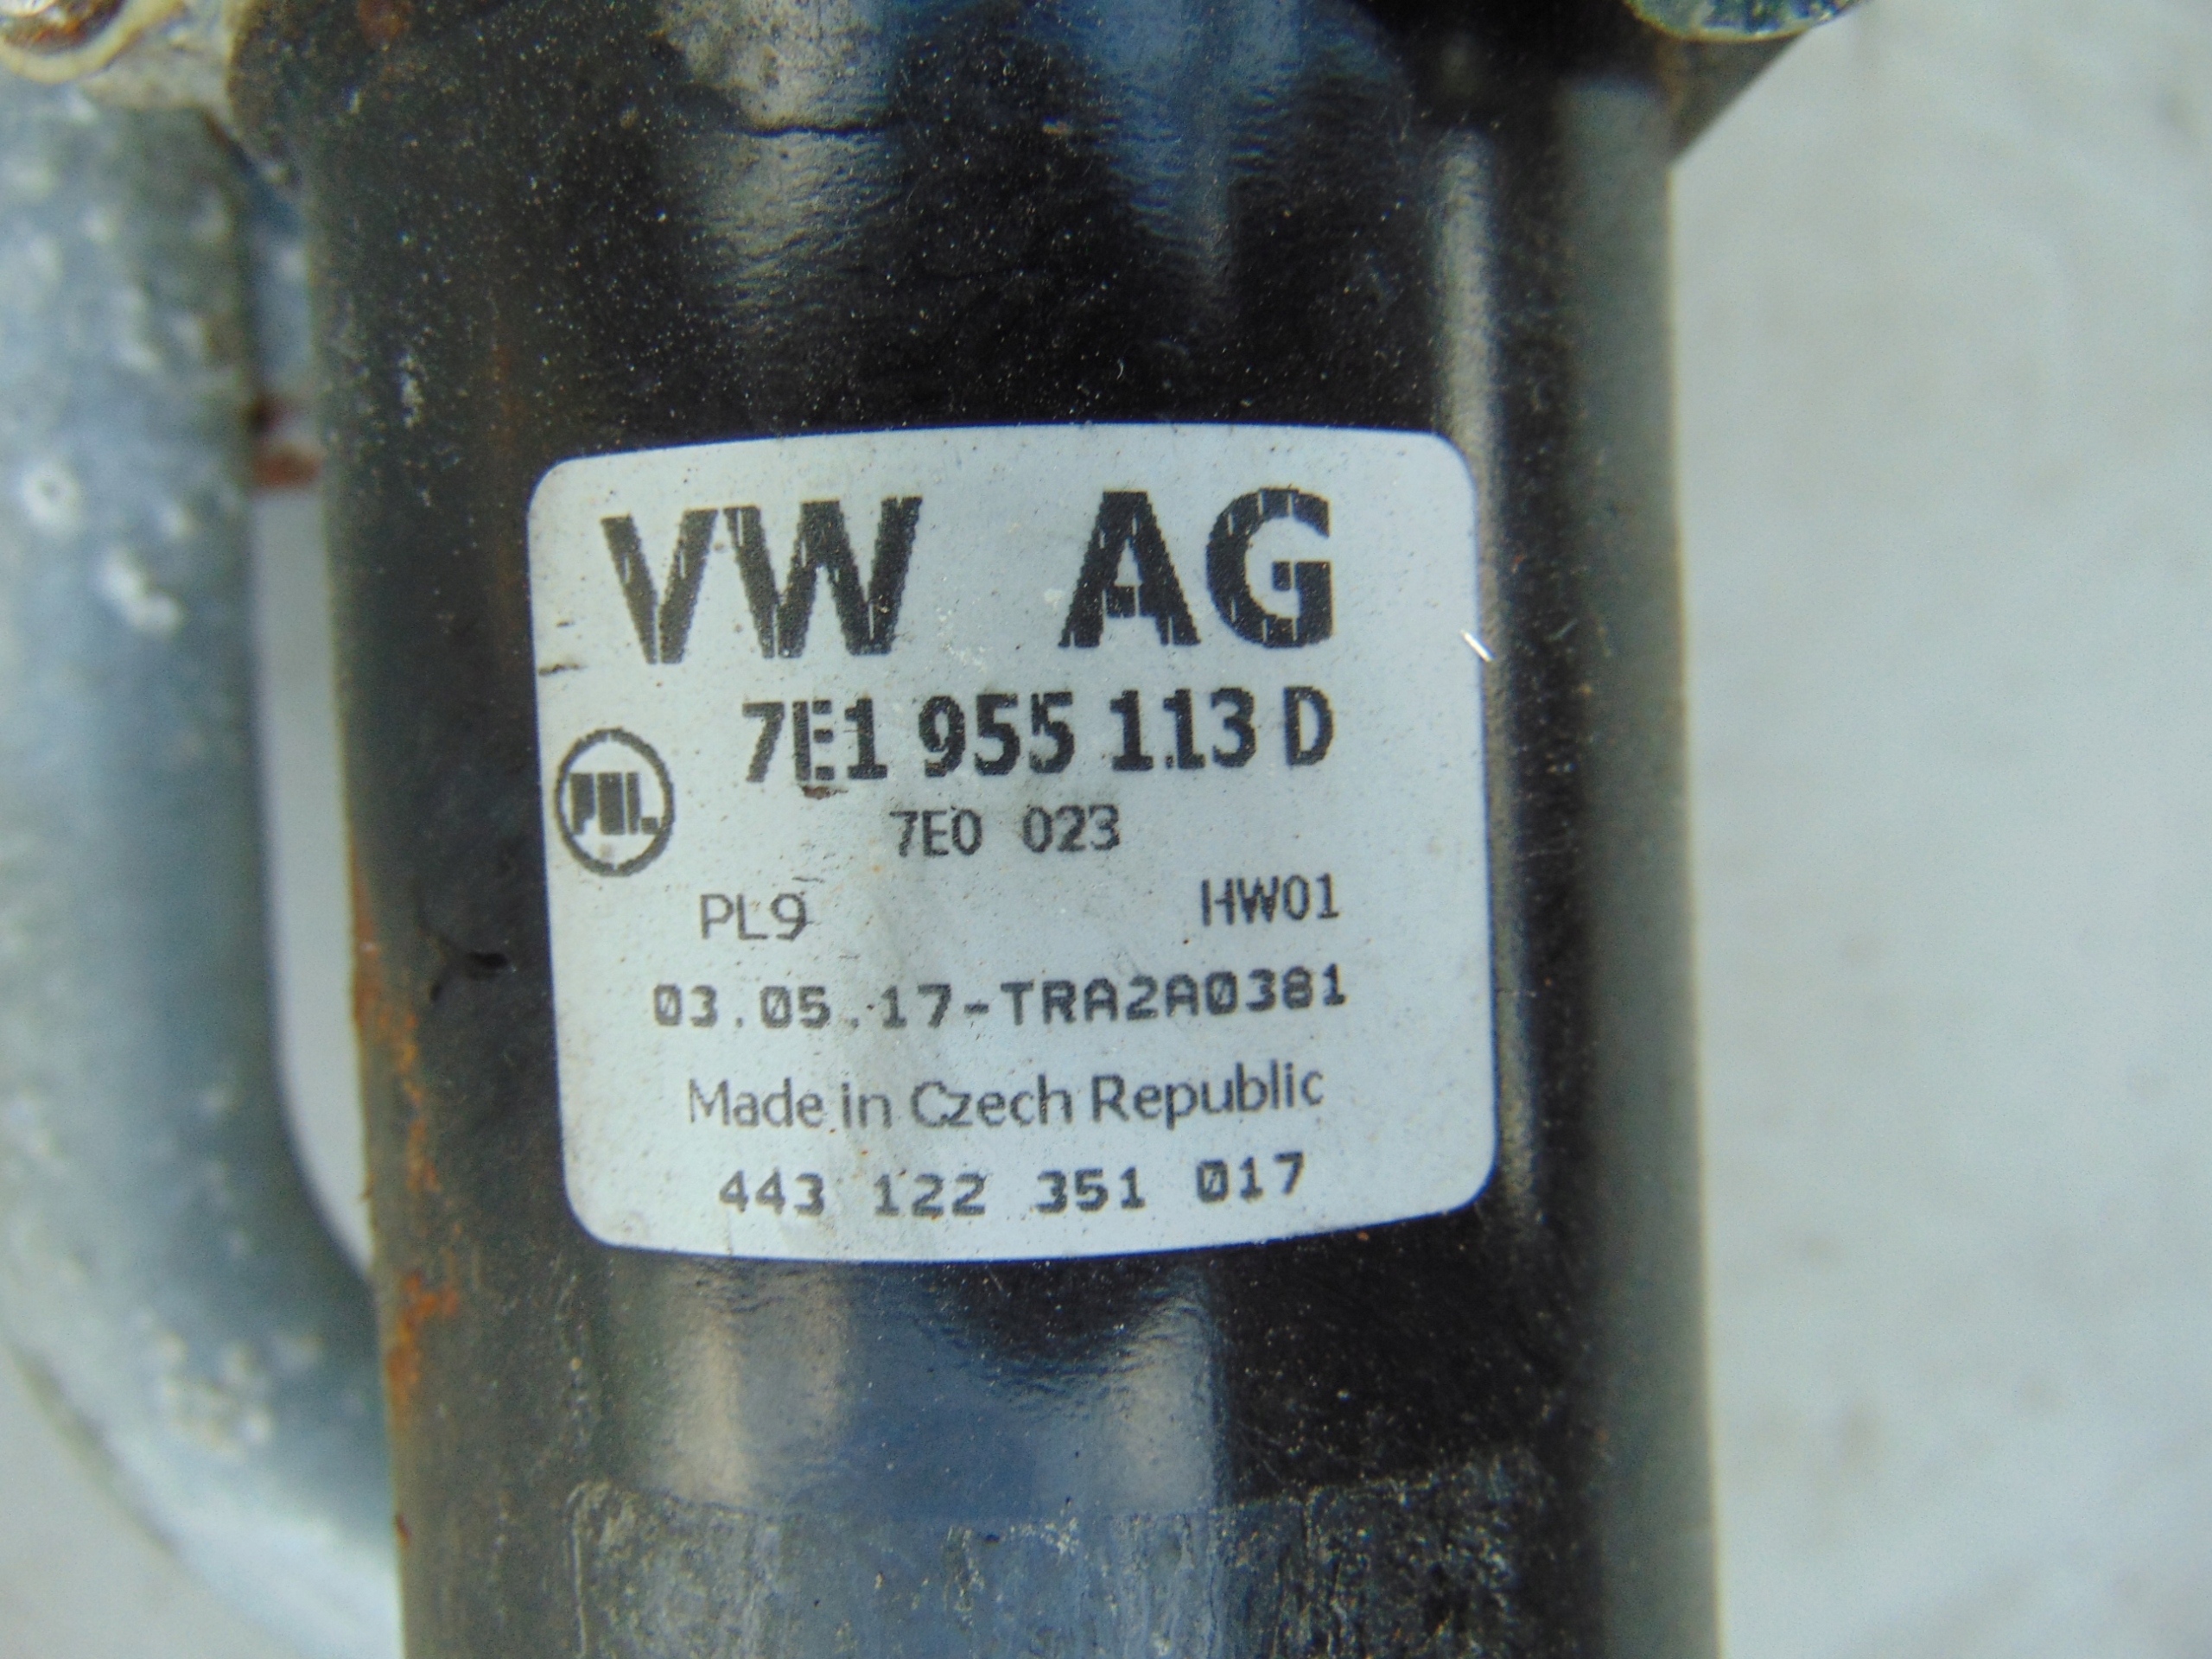 VW AG
7E1 955 113 D
PAL
7E0 023
PL9 HW01
03.05.17-TRA2A0381
Made in Czech Republic
443 122 351 017